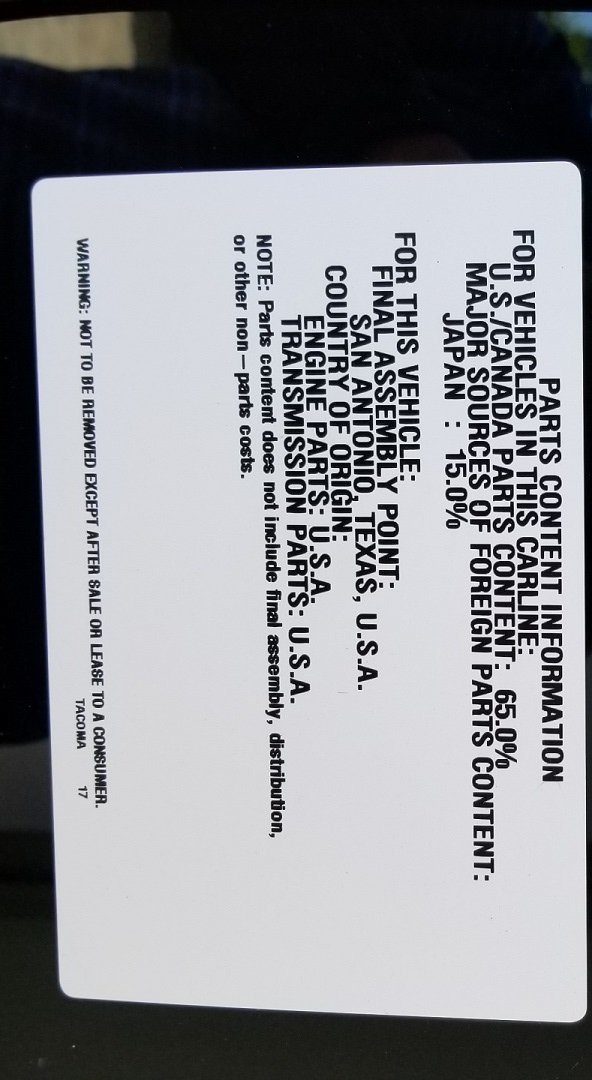 PARTS CONTENT INFORMATION
FOR VEHICLES IN THIS CARLINE:
U.S./CANADA PARTS CONTENT: 65.0%
MAJOR SOURCES OF FOREIGN PARTS CONTENT:
JAPAN : 15.0%
FOR THIS VEHICLE:
FINAL ASSEMBLY POINT:
SAN ANTONIO, TEXAS, U.S.A.
COUNTRY OF ORIGIN:
ENGINE PARTS: U.S.A.
TRANSMISSION PARTS: U.S.A.
NOTE: Parts content does not include final assembly, distribution,
or other non-parts costs.
WARNING: NOT TO BE REMOVED EXCEPT AFTER SALE OR LEASE TO A CONSUMER.
TACOMA 17